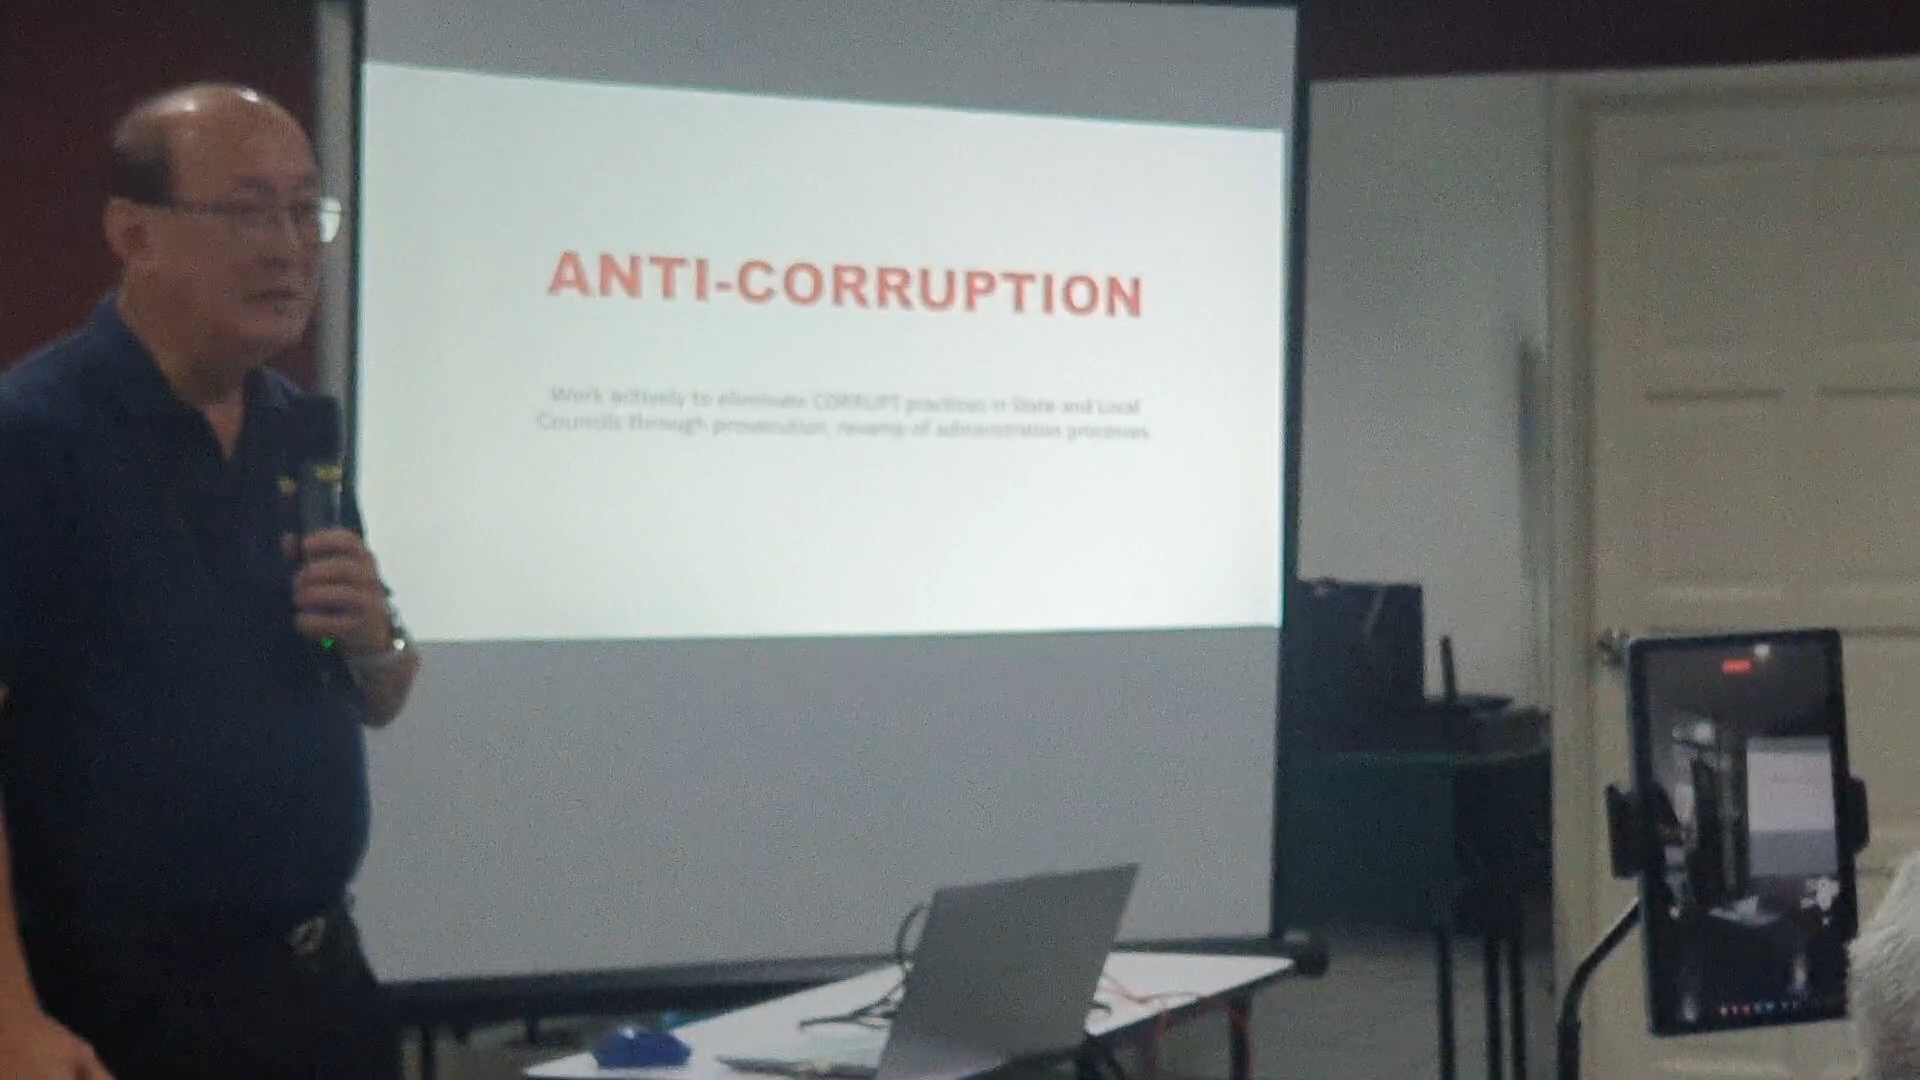 ANTI-CORRUPTION
Work actively to eliminate CORRUPT practices in State and Local
Councils through prosecution, revamp of administration processes